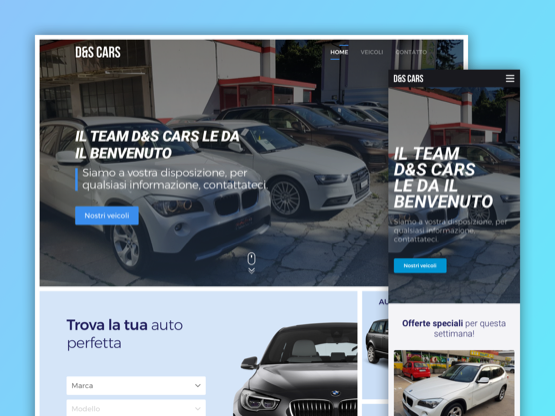 D&S CARS
HOME VEICOLI CONTATTO
IL TEAM D&S CARS LE DA
IL BENVENUTO
Siamo a vostra disposizione, per
qualsiasi informazione, contattateci.
Nostri veicoli
Trova la tua auto
perfetta
Marca
Modello
AU
D&S CARS
IL TEAM
D&S CARS
LE DA IL
BENVENUTO
Siamo a vostra disposizione, per
qualsiasi informazione,
contattateci.
Nostri veicoli
Offerte speciali per questa
settimana!